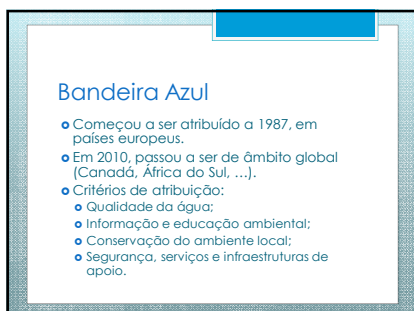 Bandeira Azul
Começou a ser atribuído a 1987, em
países europeus.
Em 2010, passou a ser de âmbito global
(Canadá, África do Sul, ...).
Critérios de atribuição:
Qualidade da água;
Informação e educação ambiental;
Conservação do ambiente local;
Segurança, serviços e infraestruturas de
apoio.